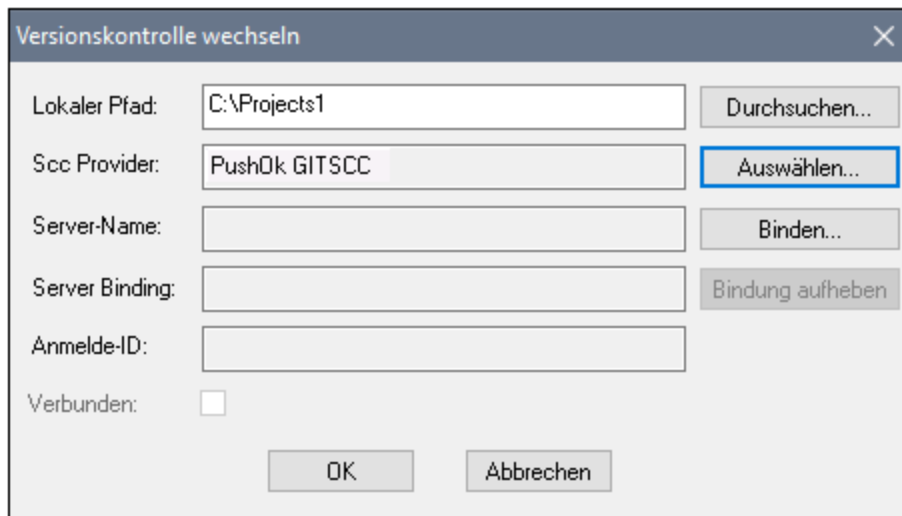 Versionskontrolle wechseln
Lokaler Pfad: C:\Projects1 Durchsuchen...
Scc Provider: PushOk GITSCC Auswählen...
Server-Name: Binden...
Server Binding: Bindung aufheben
Anmelde-ID:
Verbunden:
OK Abbrechen